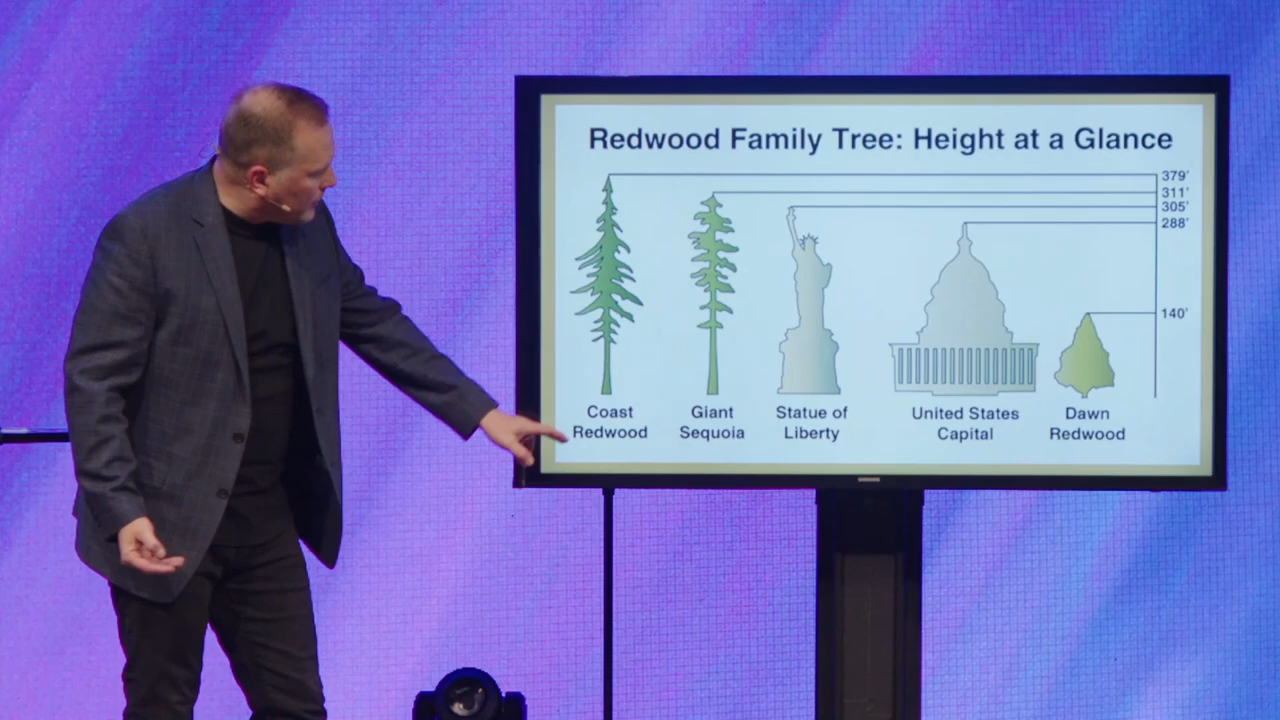 Redwood Family Tree: Height at a Glance
379'
311'
305'
288'
140'
Coast
Redwood
Giant
Sequoia
Statue of
Liberty
United States
Capital
Dawn
Redwood